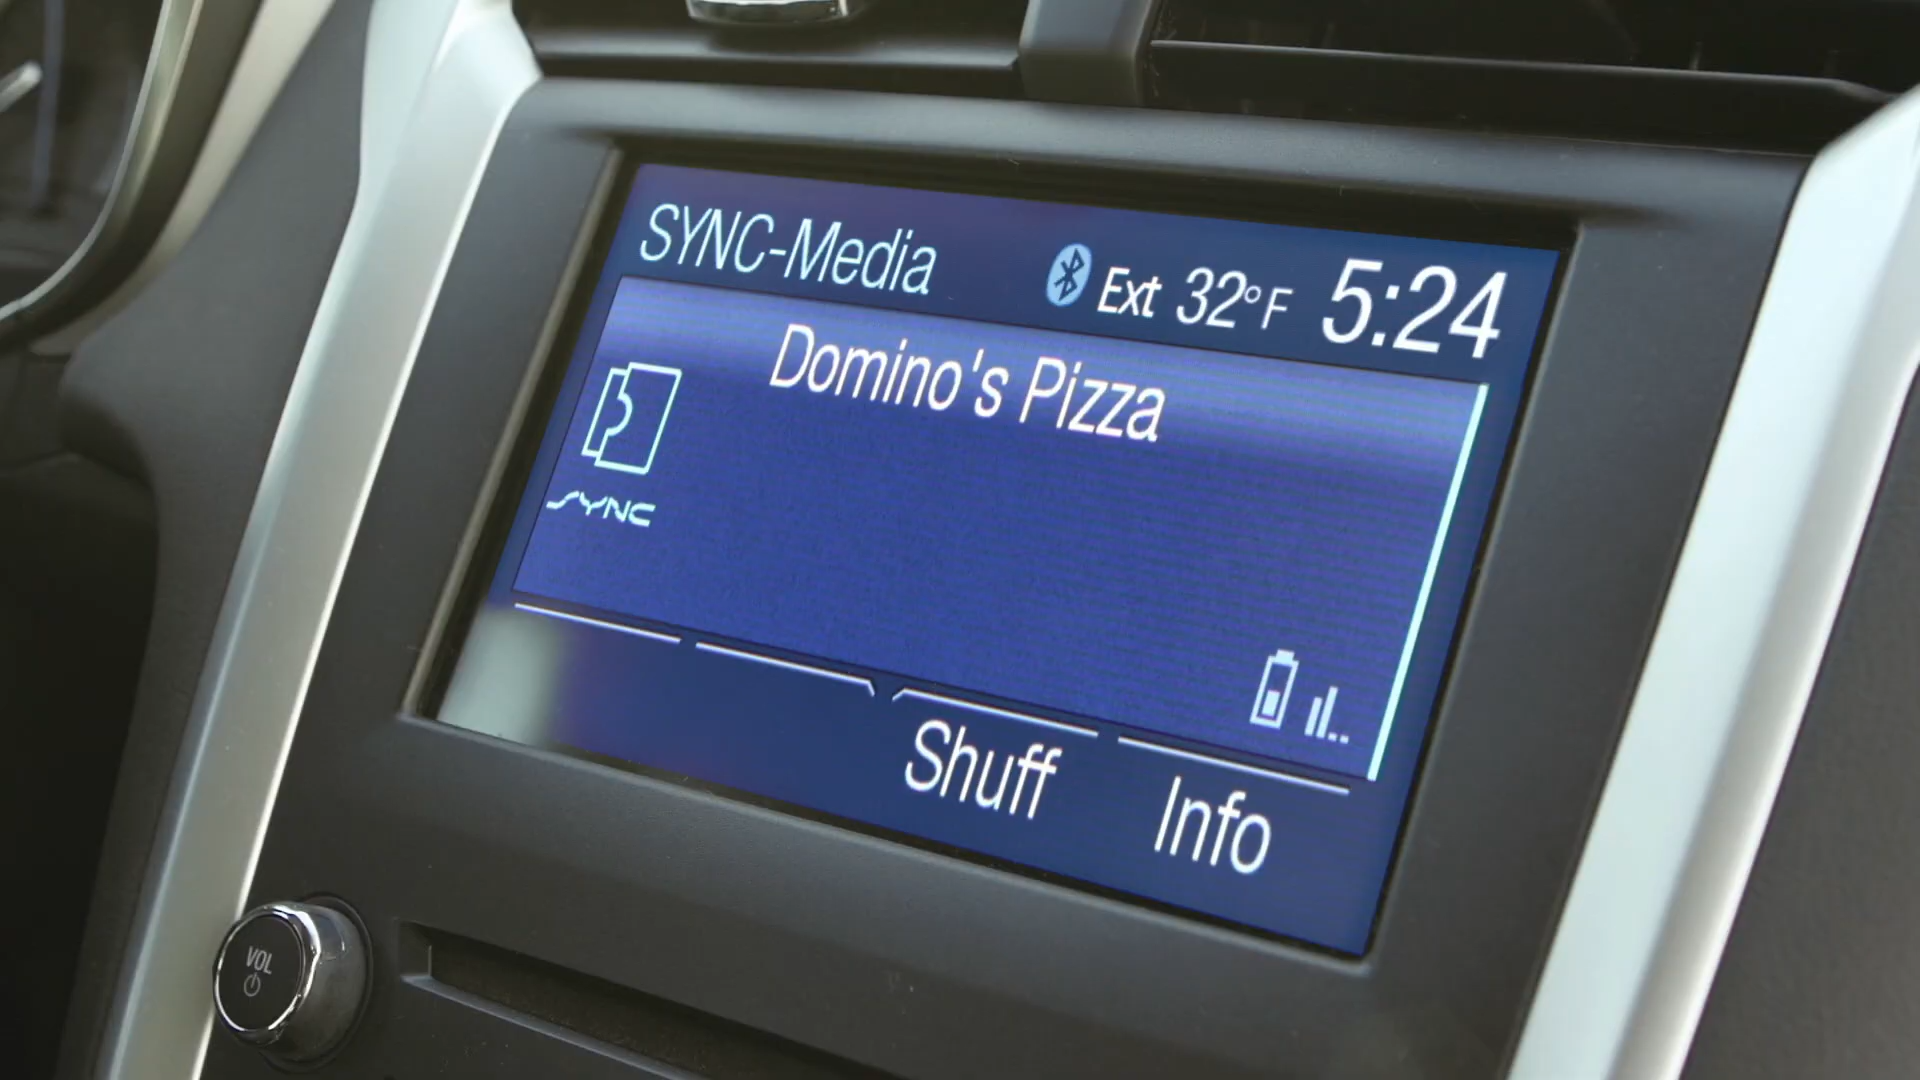 SYNC-Media
Ext 32°F 5:24
Domino's Pizza
SYNC
Shuff Info
VOL